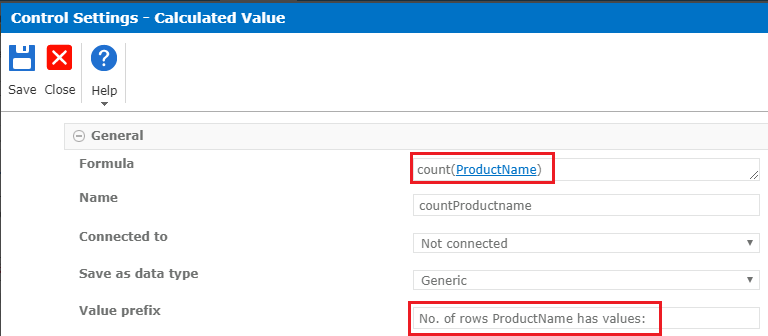 Control Settings - Calculated Value
Save Close Help
General
Formula count(ProductName)
Name countProductname
Connected to Not connected
Save as data type Generic
Value prefix No. of rows ProductName has values: